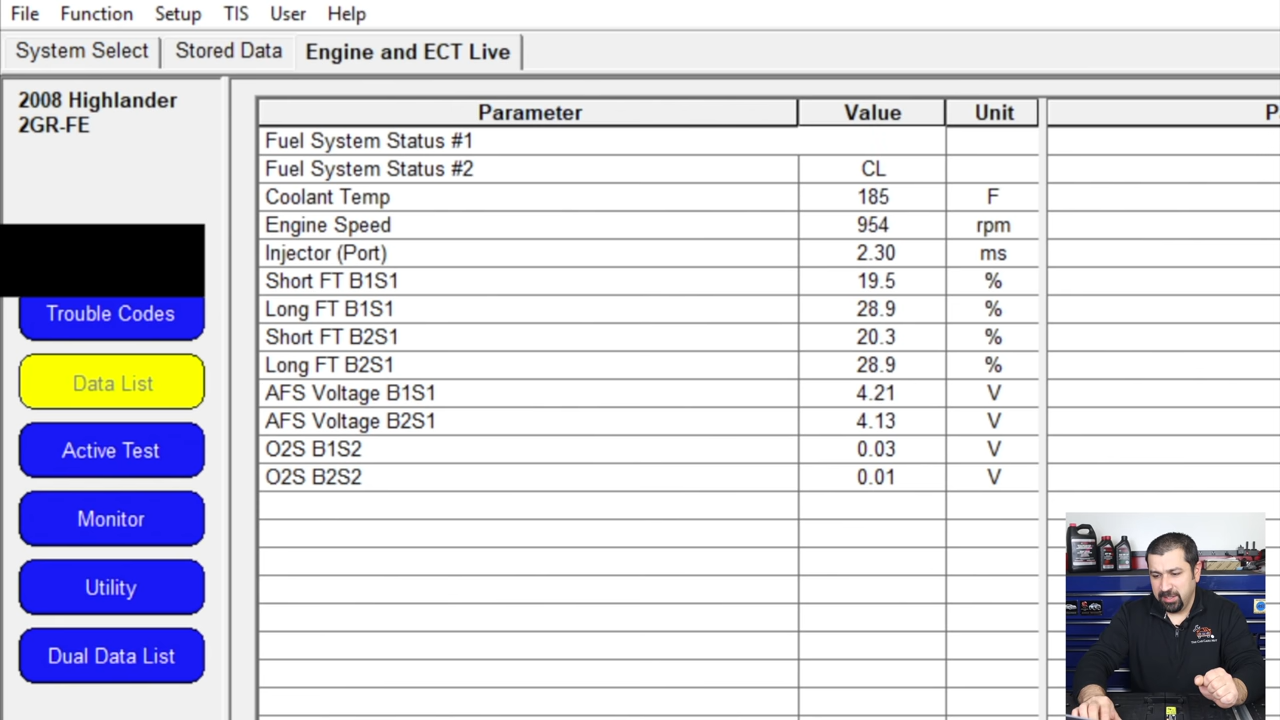 File Function Setup TIS User Help
System Select Stored Data Engine and ECT Live
2008 Highlander
2GR-FE
Trouble Codes
Data List
Active Test
Monitor
Utility
Dual Data List
Parameter Value Unit P
Fuel System Status #1
Fuel System Status #2 CL
Coolant Temp 185 F
Engine Speed 954 rpm
Injector (Port) 2.30 ms
Short FT B1S1 19.5 %
Long FT B1S1 28.9 %
Short FT B2S1 20.3 %
Long FT B2S1 28.9 %
AFS Voltage B1S1 4.21 V
AFS Voltage B2S1 4.13 V
O2S B1S2 0.03 V
O2S B2S2 0.01 V